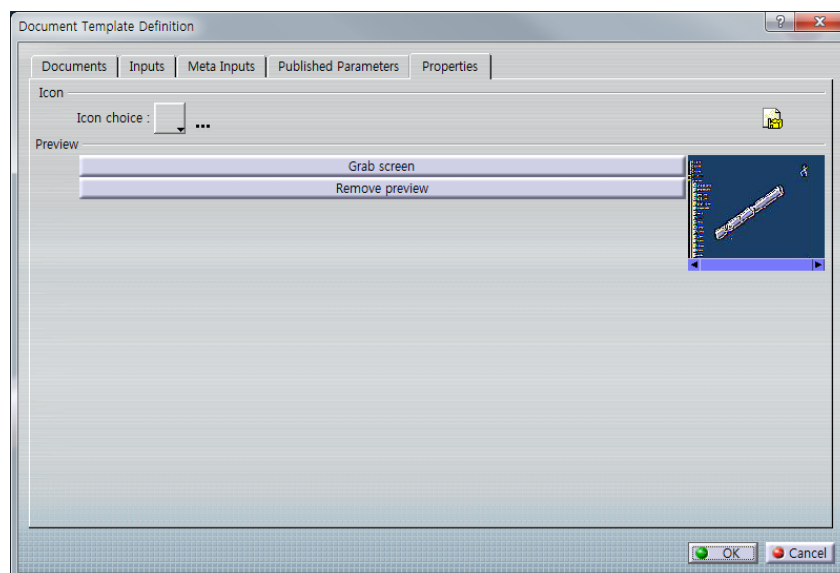 Document Template Definition
Documents
Inputs
Meta Inputs
Published Parameters
Properties
Icon
Icon choice :
...
Preview
Grab screen
Remove preview
OK
Cancel